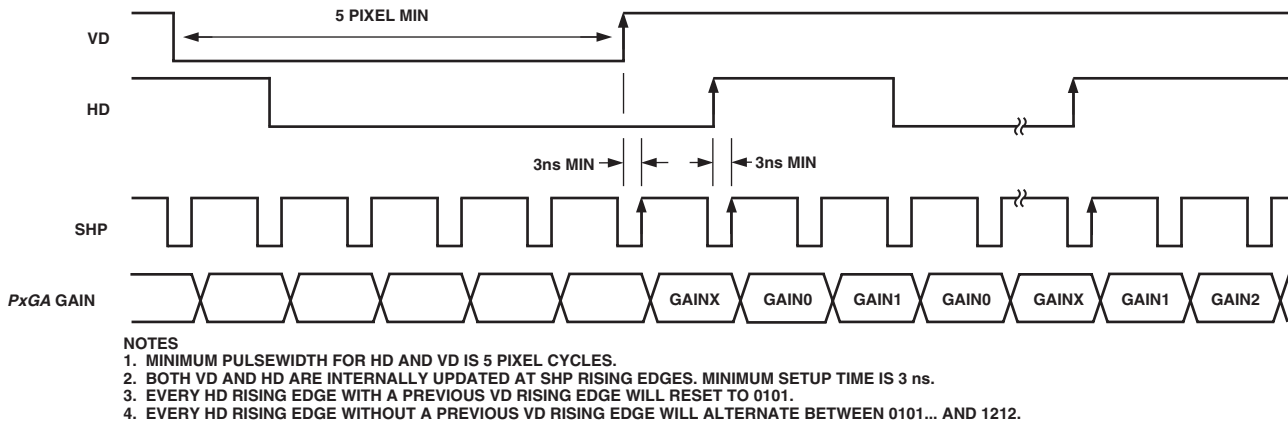 5 PIXEL MIN
VD
HD
3ns MIN
3ns MIN
SHP
PxGA GAIN
GAINX
GAIN0
GAIN1
GAIN0
GAINX
GAIN1
GAIN2
NOTES
1. MINIMUM PULSEWIDTH FOR HD AND VD IS 5 PIXEL CYCLES.
2. BOTH VD AND HD ARE INTERNALLY UPDATED AT SHP RISING EDGES. MINIMUM SETUP TIME IS 3 ns.
3. EVERY HD RISING EDGE WITH A PREVIOUS VD RISING EDGE WILL RESET TO 0101.
4. EVERY HD RISING EDGE WITHOUT A PREVIOUS VD RISING EDGE WILL ALTERNATE BETWEEN 0101... AND 1212.